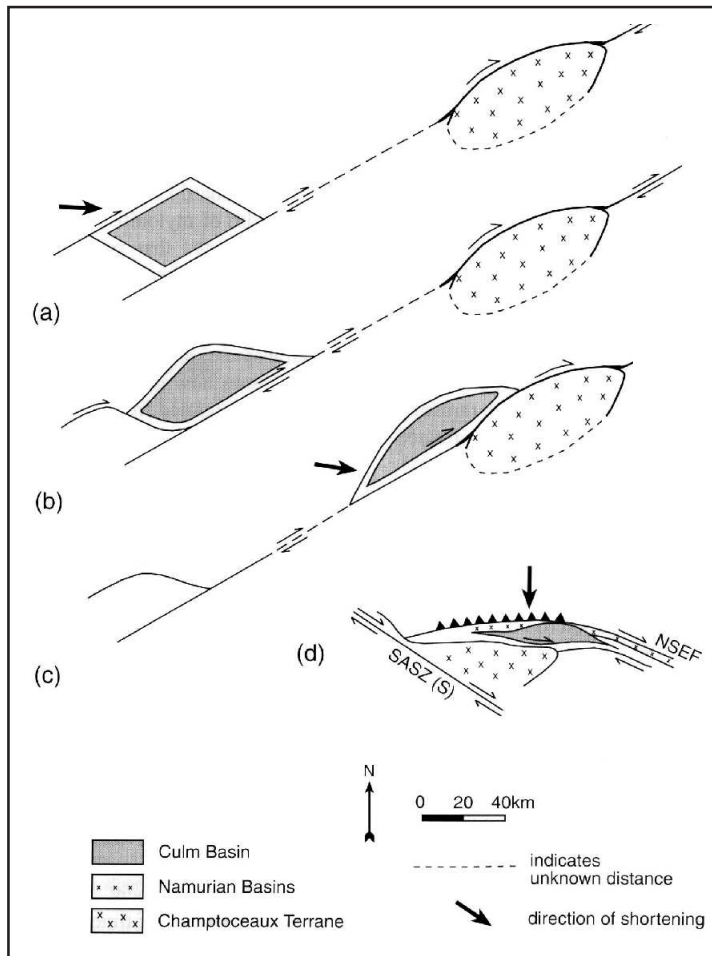 (a)
(b)
(c)
(d)
SASZ (S)
NSEF
N
0 20 40km
Culm Basin
Namurian Basins
Champtoceaux Terrane
indicates
unknown distance
direction of shortening